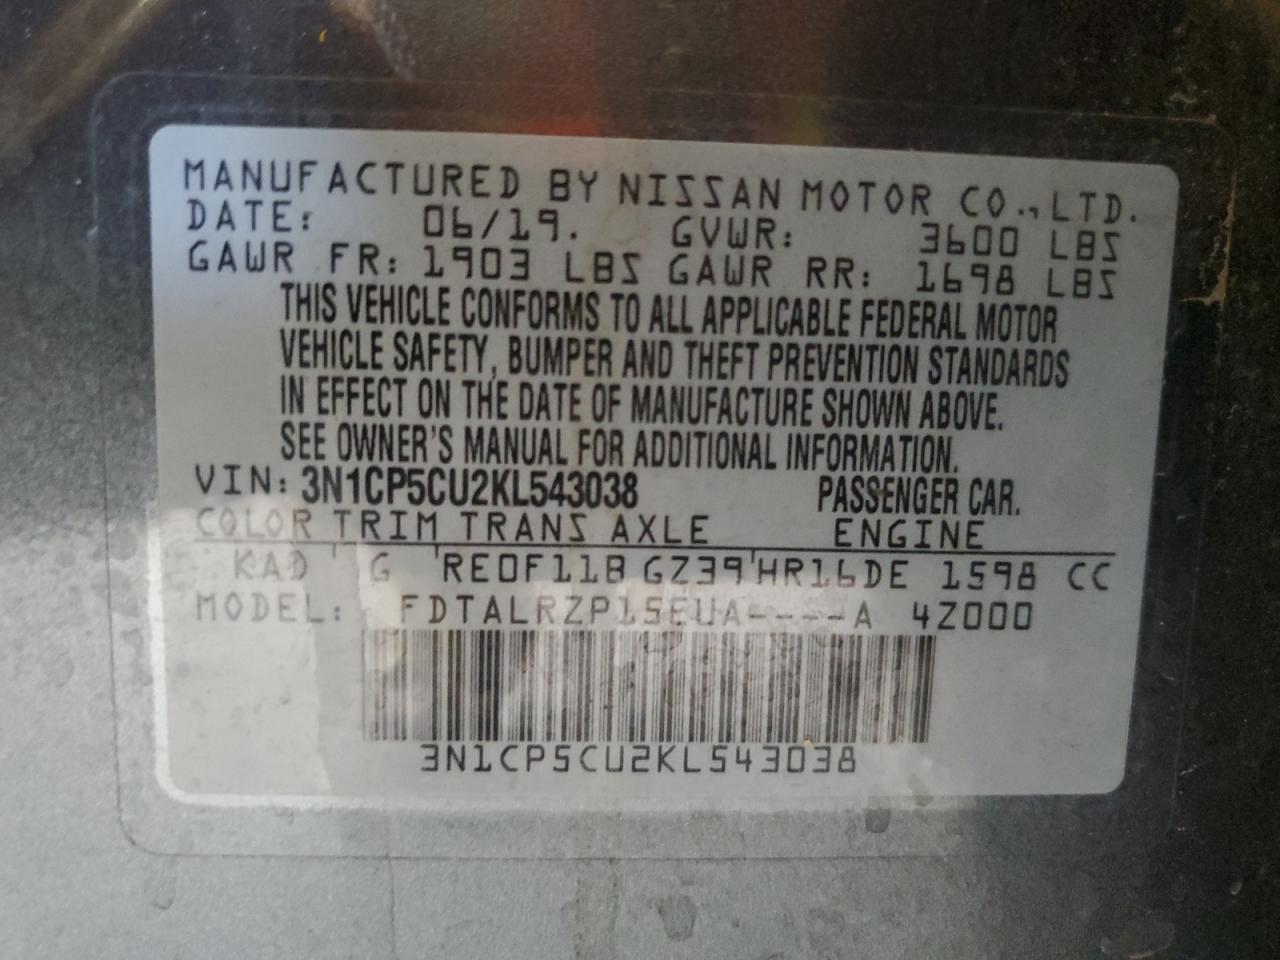 MANUFACTURED BY NISSAN MOTOR CO.,LTD.
DATE: 06/19. GVWR: 3600 LBS
GAWR FR: 1903 LBS GAWR RR: 1698 LBS
THIS VEHICLE CONFORMS TO ALL APPLICABLE FEDERAL MOTOR
VEHICLE SAFETY, BUMPER AND THEFT PREVENTION STANDARDS
IN EFFECT ON THE DATE OF MANUFACTURE SHOWN ABOVE.
SEE OWNER'S MANUAL FOR ADDITIONAL INFORMATION.
VIN: 3N1CP5CU2KL543038 PASSENGER CAR.
COLOR TRIM TRANS AXLE ENGINE
KAD G RE0F11B GZ39 HR16DE 1598 CC
MODEL: FDTALRZP15EUA----A 4Z000
3N1CP5CU2KL543038